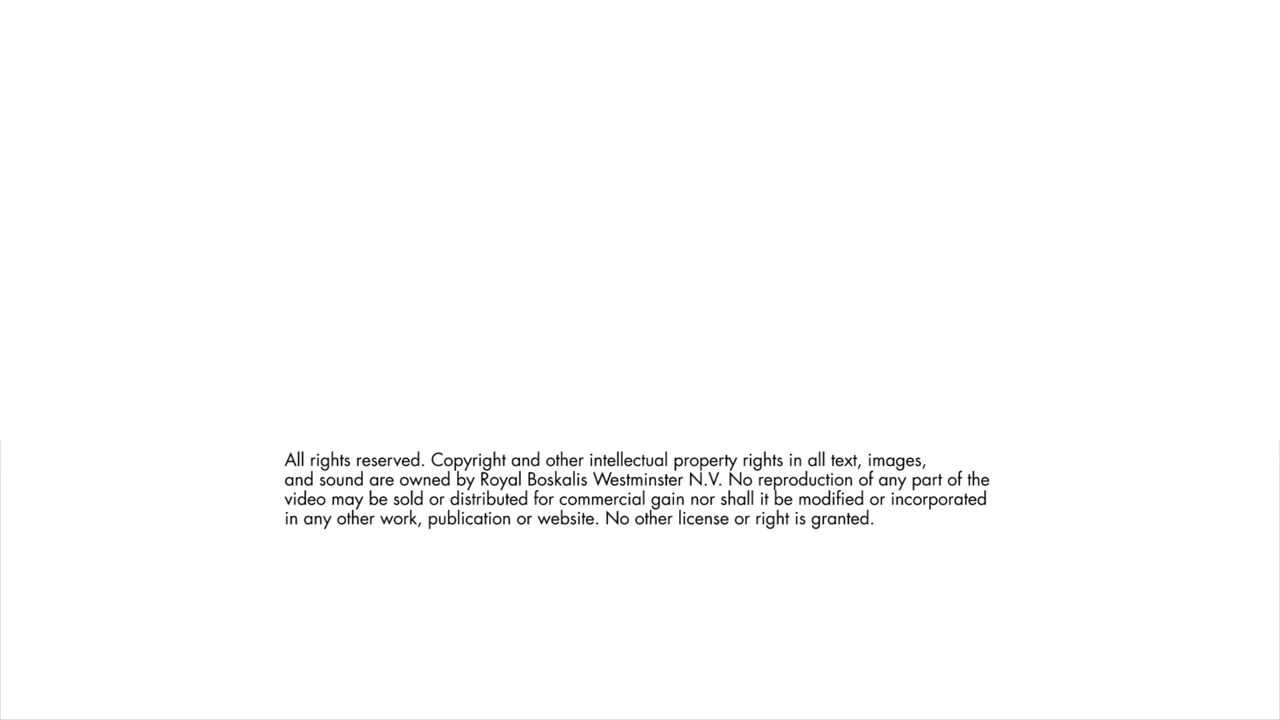 All rights reserved. Copyright and other intellectual property rights in all text, images,
and sound are owned by Royal Boskalis Westminster N.V. No reproduction of any part of the
video may be sold or distributed for commercial gain nor shall it be modified or incorporated
in any other work, publication or website. No other license or right is granted.